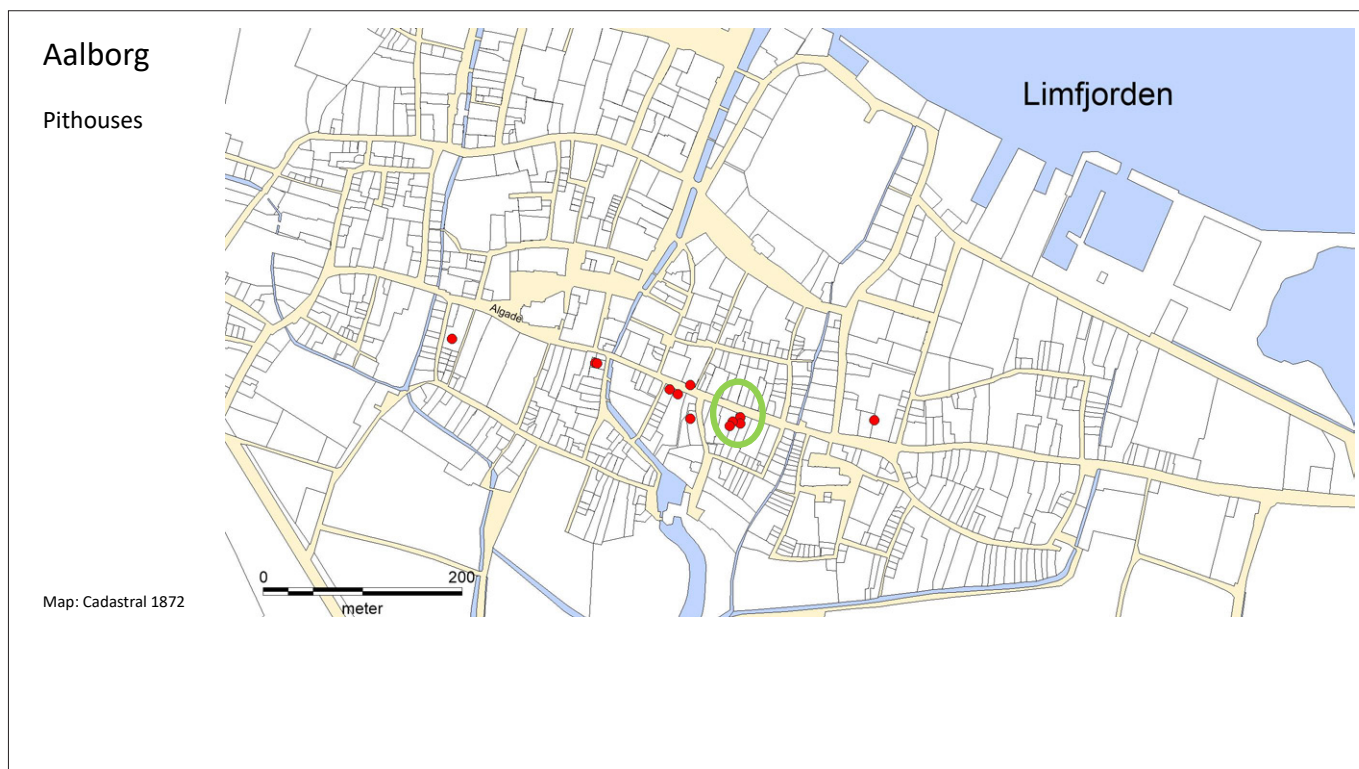 Aalborg
Pithouses
Limfjorden
Algade
0 200
meter
Map: Cadastral 1872